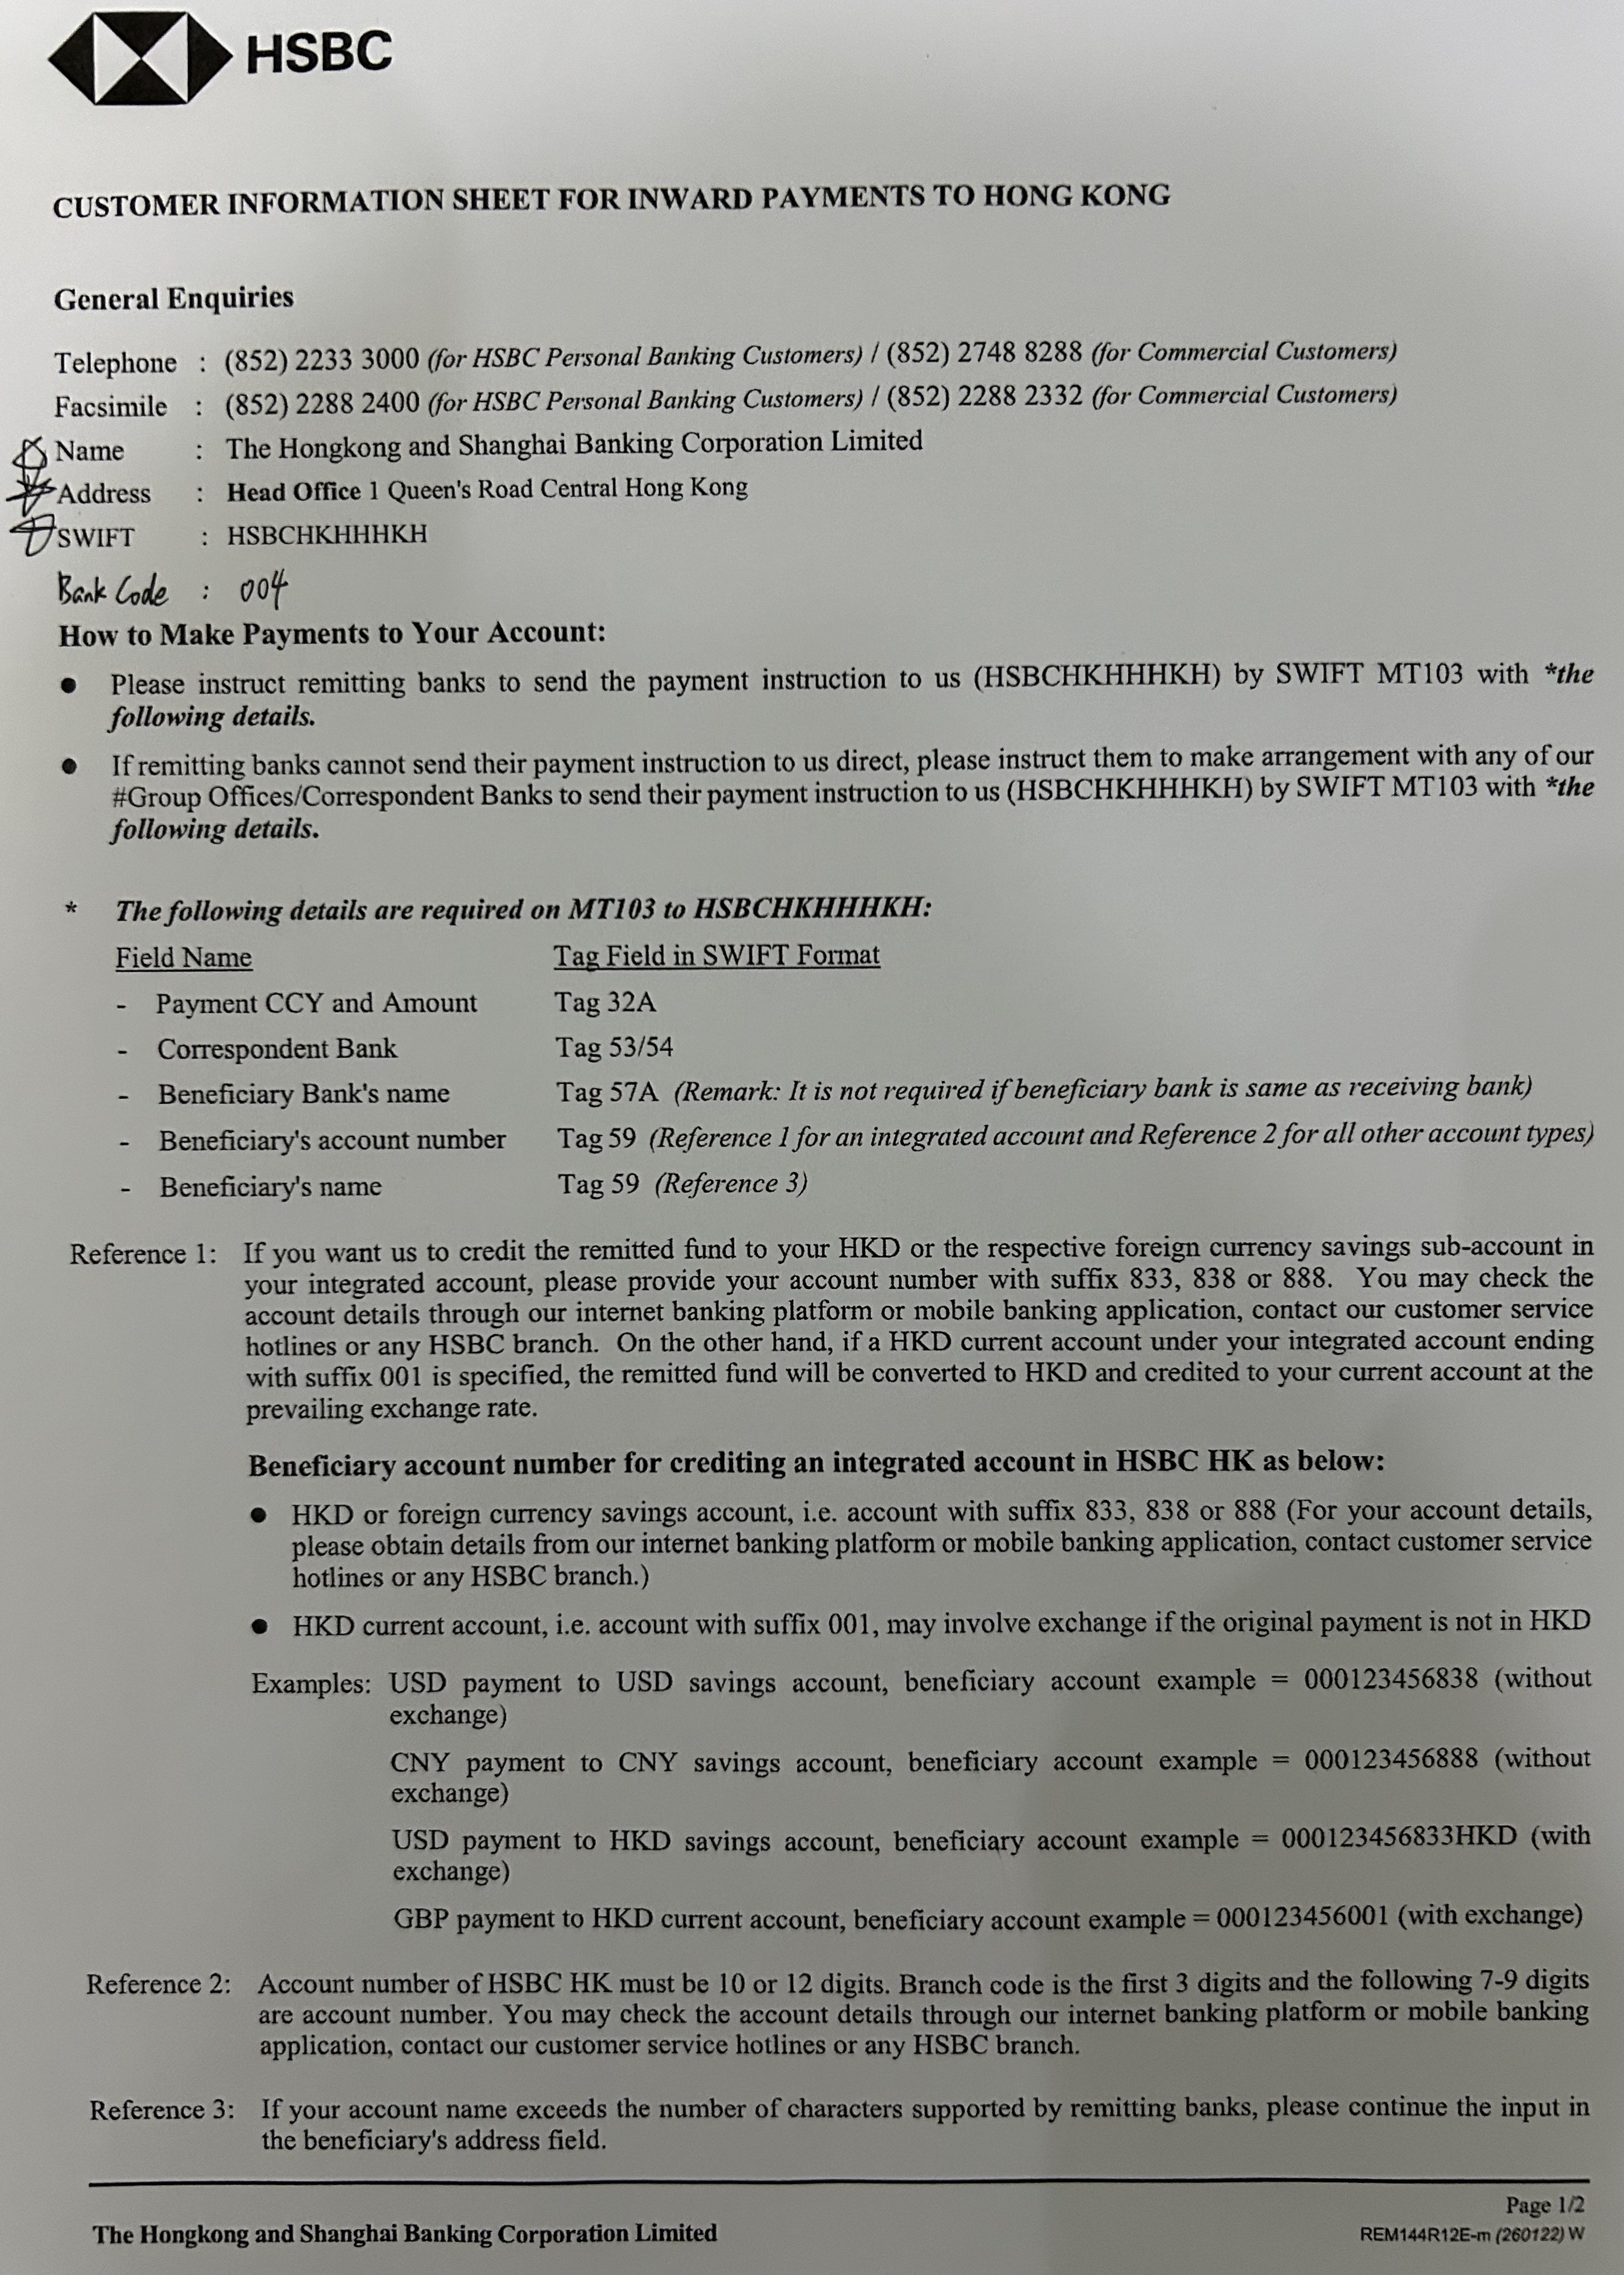 HSBC
CUSTOMER INFORMATION SHEET FOR INWARD PAYMENTS TO HONG KONG
General Enquiries
Telephone : (852) 2233 3000 (for HSBC Personal Banking Customers) / (852) 2748 8288 (for Commercial Customers)
Facsimile : (852) 2288 2400 (for HSBC Personal Banking Customers) / (852) 2288 2332 (for Commercial Customers)
Name : The Hongkong and Shanghai Banking Corporation Limited
Address : Head Office 1 Queen's Road Central Hong Kong
SWIFT : HSBCHKHHHKH
Bank Code : 004
How to Make Payments to Your Account:
● Please instruct remitting banks to send the payment instruction to us (HSBCHKHHHKH) by SWIFT MT103 with *the
following details.
● If remitting banks cannot send their payment instruction to us direct, please instruct them to make arrangement with any of our
#Group Offices/Correspondent Banks to send their payment instruction to us (HSBCHKHHHKH) by SWIFT MT103 with *the
following details.
* The following details are required on MT103 to HSBCHKHHHKH:
Field Name Tag Field in SWIFT Format
- Payment CCY and Amount Tag 32A
- Correspondent Bank Tag 53/54
- Beneficiary Bank's name Tag 57A (Remark: It is not required if beneficiary bank is same as receiving bank)
- Beneficiary's account number Tag 59 (Reference 1 for an integrated account and Reference 2 for all other account types)
- Beneficiary's name Tag 59 (Reference 3)
Reference 1: If you want us to credit the remitted fund to your HKD or the respective foreign currency savings sub-account in
your integrated account, please provide your account number with suffix 833, 838 or 888. You may check the
account details through our internet banking platform or mobile banking application, contact our customer service
hotlines or any HSBC branch. On the other hand, if a HKD current account under your integrated account ending
with suffix 001 is specified, the remitted fund will be converted to HKD and credited to your current account at the
prevailing exchange rate.
Beneficiary account number for crediting an integrated account in HSBC HK as below:
● HKD or foreign currency savings account, i.e. account with suffix 833, 838 or 888 (For your account details,
please obtain details from our internet banking platform or mobile banking application, contact customer service
hotlines or any HSBC branch.)
● HKD current account, i.e. account with suffix 001, may involve exchange if the original payment is not in HKD
Examples: USD payment to USD savings account, beneficiary account example = 000123456838 (without
exchange)
CNY payment to CNY savings account, beneficiary account example = 000123456888 (without
exchange)
USD payment to HKD savings account, beneficiary account example = 000123456833HKD (with
exchange)
GBP payment to HKD current account, beneficiary account example = 000123456001 (with exchange)
Reference 2: Account number of HSBC HK must be 10 or 12 digits. Branch code is the first 3 digits and the following 7-9 digits
are account number. You may check the account details through our internet banking platform or mobile banking
application, contact our customer service hotlines or any HSBC branch.
Reference 3: If your account name exceeds the number of characters supported by remitting banks, please continue the input in
the beneficiary's address field.
Page 1/2
The Hongkong and Shanghai Banking Corporation Limited
REM144R12E-m (260122) W